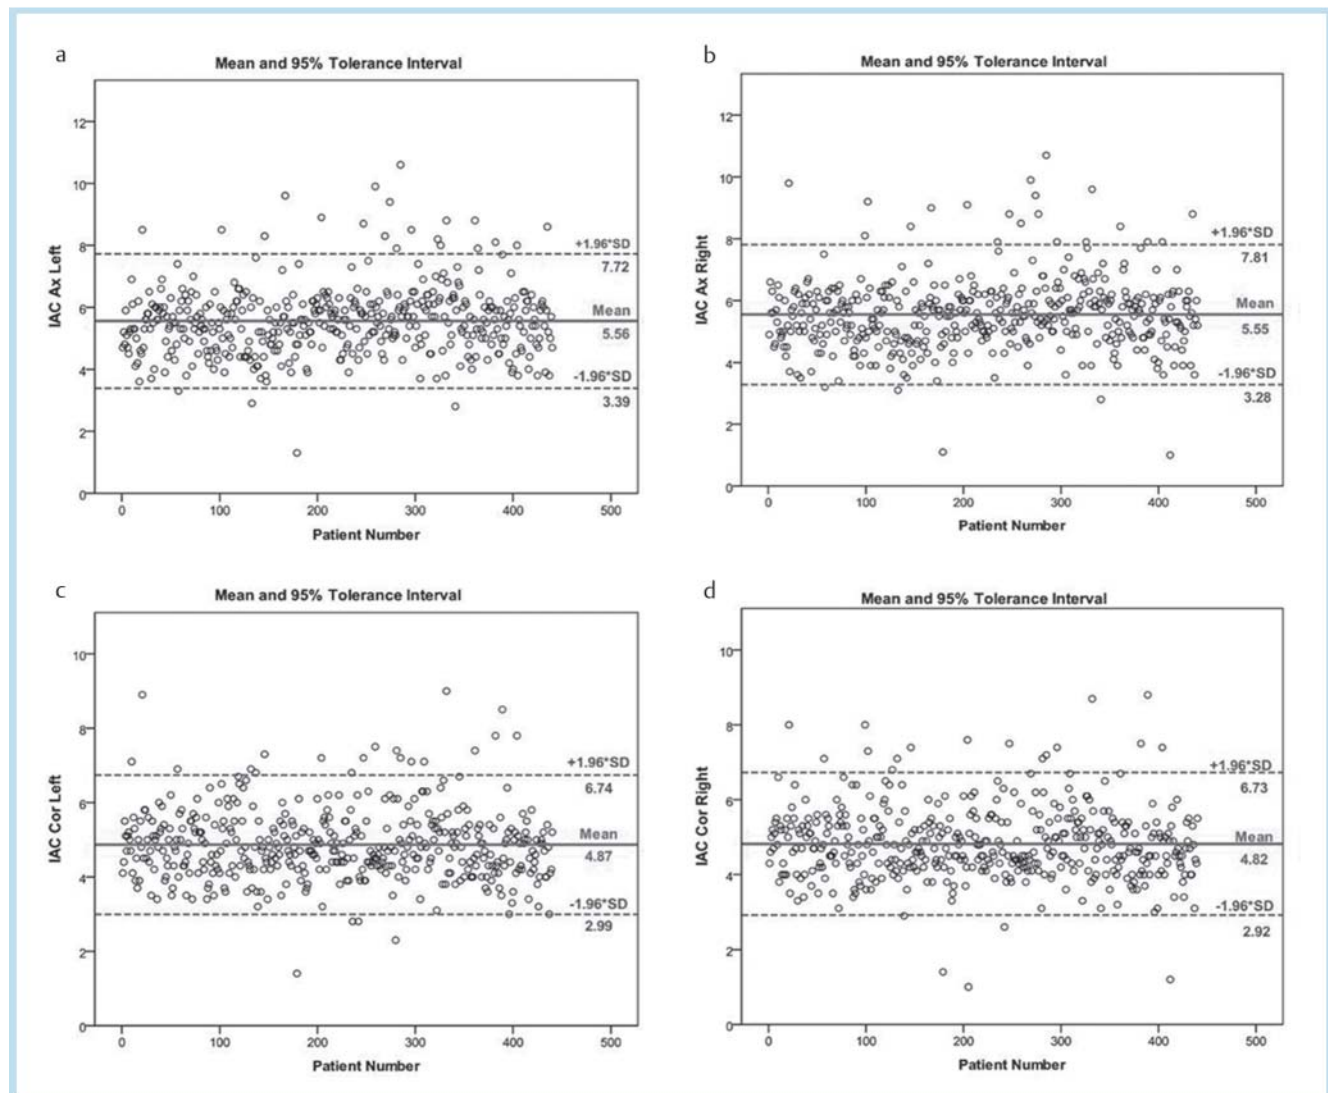 a
Mean and 95% Tolerance Interval
IAC Ax Left
12
10
8
6
4
2
0
+1.96*SD
7.72
Mean
5.56
-1.96*SD
3.39
0 100 200 300 400 500
Patient Number
b
Mean and 95% Tolerance Interval
IAC Ax Right
12
10
8
6
4
2
0
+1.96*SD
7.81
Mean
5.55
-1.96*SD
3.28
0 100 200 300 400 500
Patient Number
c
Mean and 95% Tolerance Interval
IAC Cor Left
10
8
6
4
2
0
+1.96*SD
6.74
Mean
4.87
-1.96*SD
2.99
0 100 200 300 400 500
Patient Number
d
Mean and 95% Tolerance Interval
IAC Cor Right
10
8
6
4
2
0
+1.96*SD
6.73
Mean
4.82
-1.96*SD
2.92
0 100 200 300 400 500
Patient Number